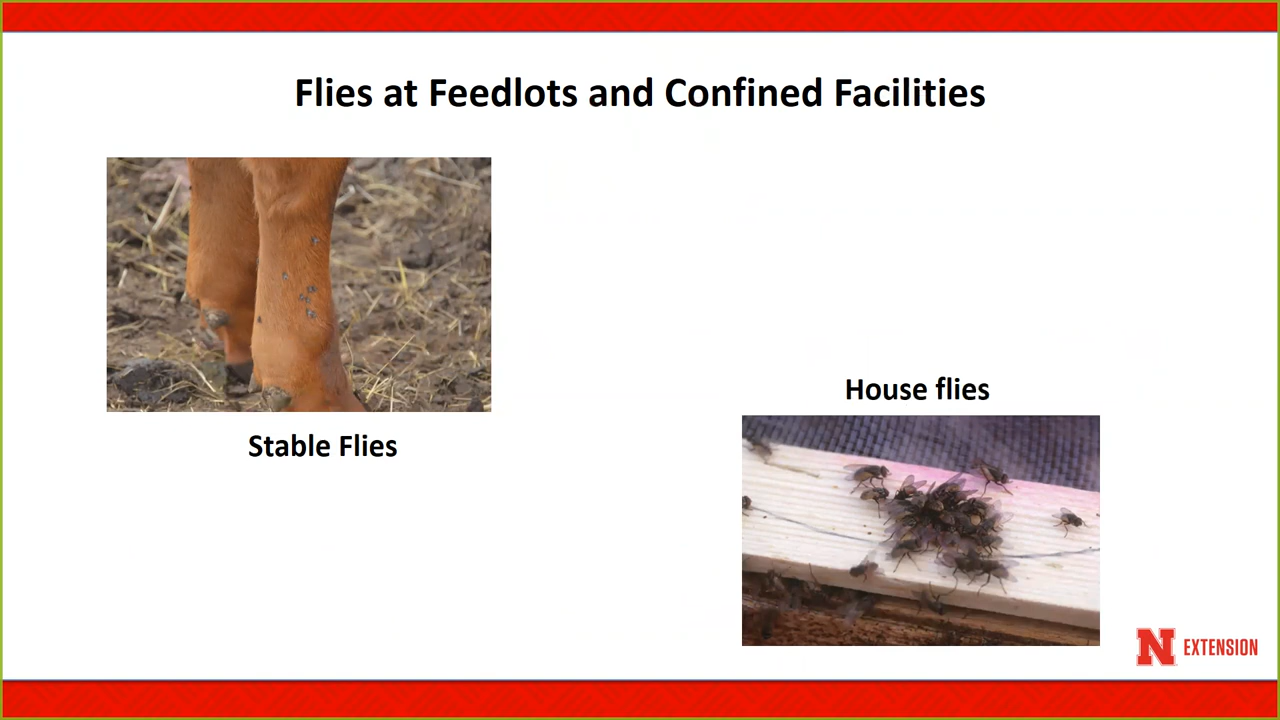 Flies at Feedlots and Confined Facilities
Stable Flies
House flies
N EXTENSION